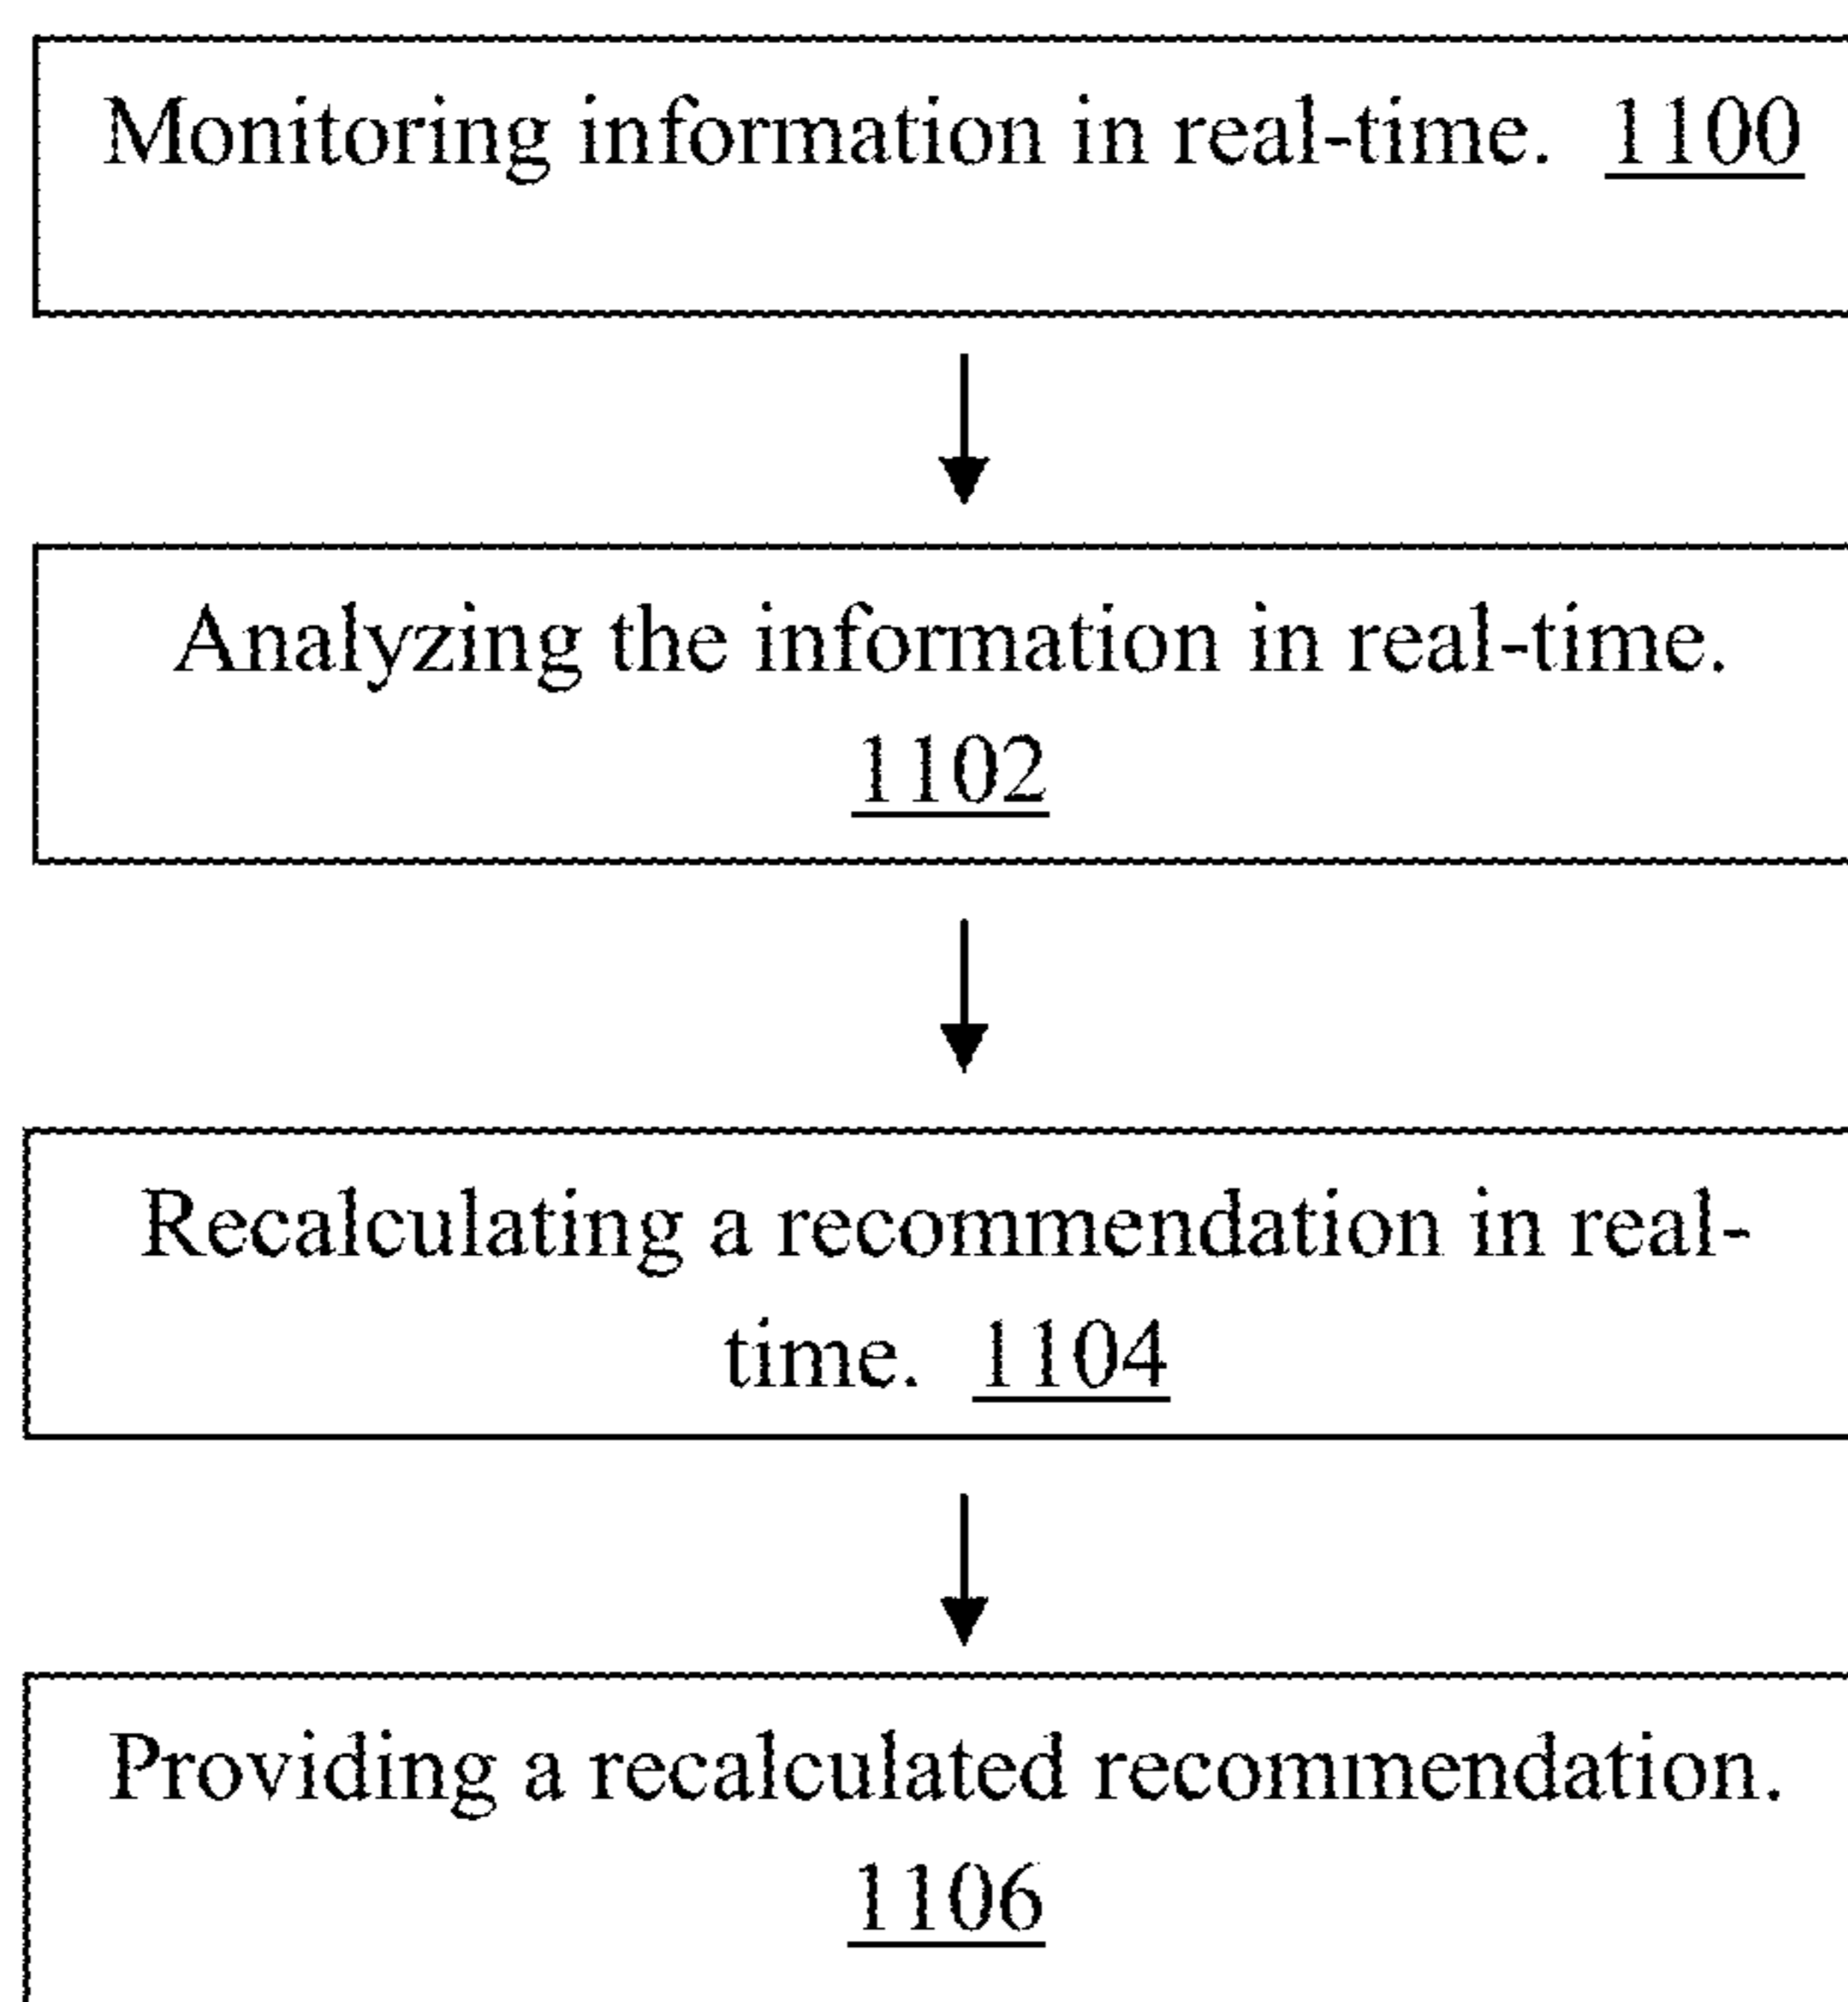 Monitoring information in real-time. 1100
Analyzing the information in real-time.
1102
Recalculating a recommendation in real-
time. 1104
Providing a recalculated recommendation.
1106